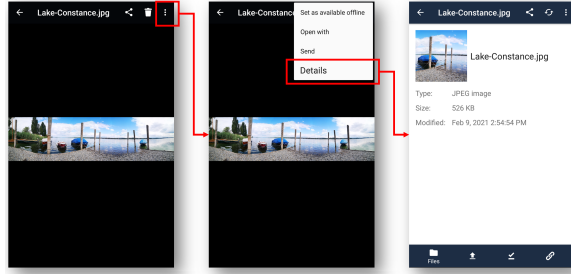 Lake-Constance.jpg
Lake-Constance
Set as available offline
Open with
Send
Details
Lake-Constance.jpg
Lake-Constance.jpg
Type: JPEG image
Size: 526 KB
Modified: Feb 9, 2021 2:54:54 PM
Files